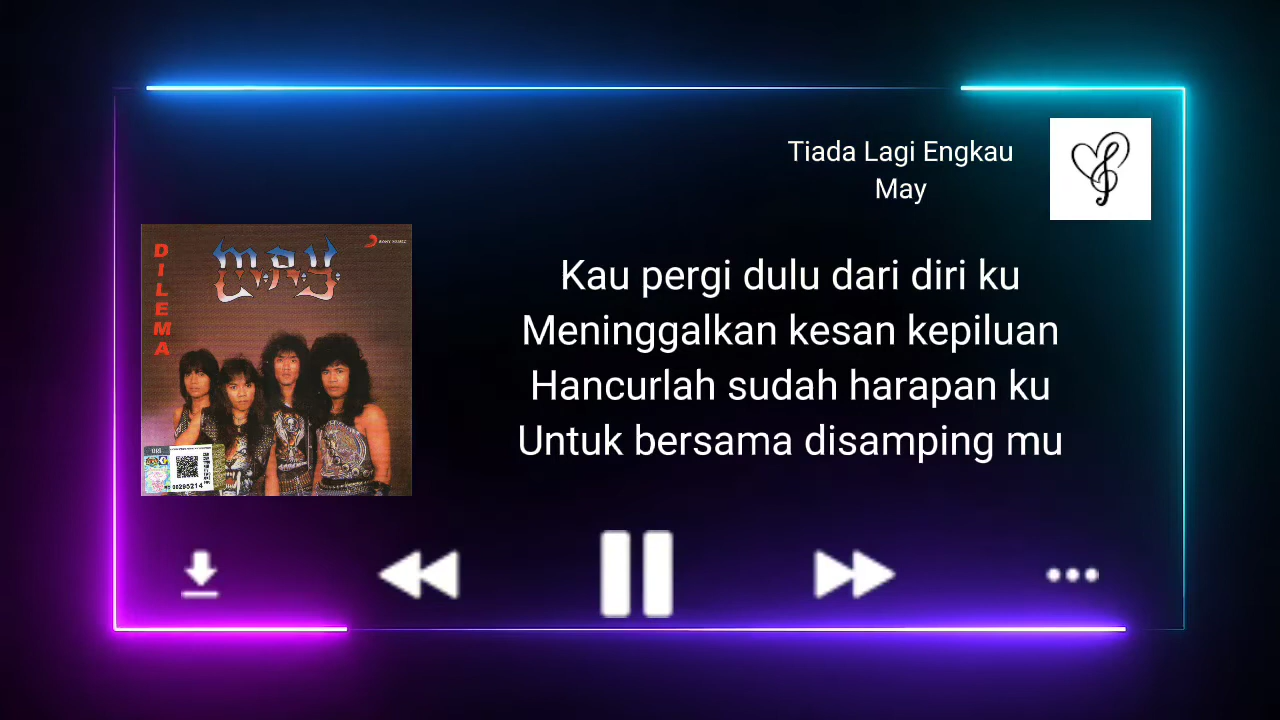 Tiada Lagi Engkau
May
DILEMA
M.A.Y.
Kau pergi dulu dari diri ku
Meninggalkan kesan kepiluan
Hancurlah sudah harapan ku
Untuk bersama disamping mu